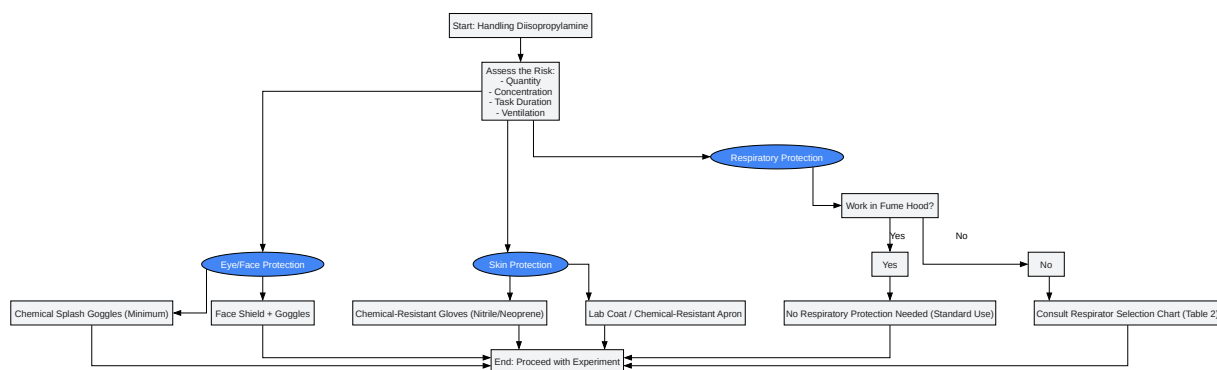 Start: Handling Diisopropylamine
Assess the Risk:
- Quantity
- Concentration
- Task Duration
- Ventilation
Respiratory Protection
Work in Fume Hood?
Yes
No
Eye/Face Protection
Skin Protection
Yes
No
Chemical Splash Goggles (Minimum)
Face Shield + Goggles
Chemical-Resistant Gloves (Nitrile/Neoprene)
Lab Coat / Chemical-Resistant Apron
No Respiratory Protection Needed (Standard Use)
Consult Respirator Selection Chart (Table 2)
End: Proceed with Experiment